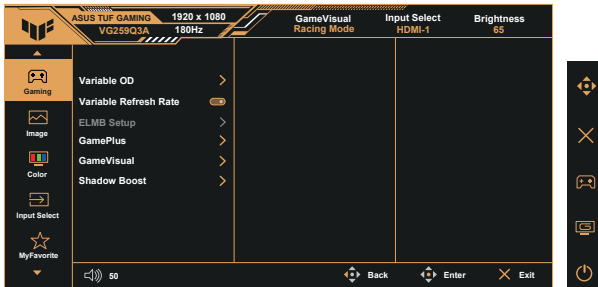 ASUS TUF GAMING 1920 x 1080
VG259Q3A 180Hz
GameVisual
Racing Mode
Input Select
HDMI-1
Brightness
65
Gaming
Image
Color
Input Select
MyFavorite
Variable OD
Variable Refresh Rate
ELMB Setup
GamePlus
GameVisual
Shadow Boost
50
Back
Enter
Exit